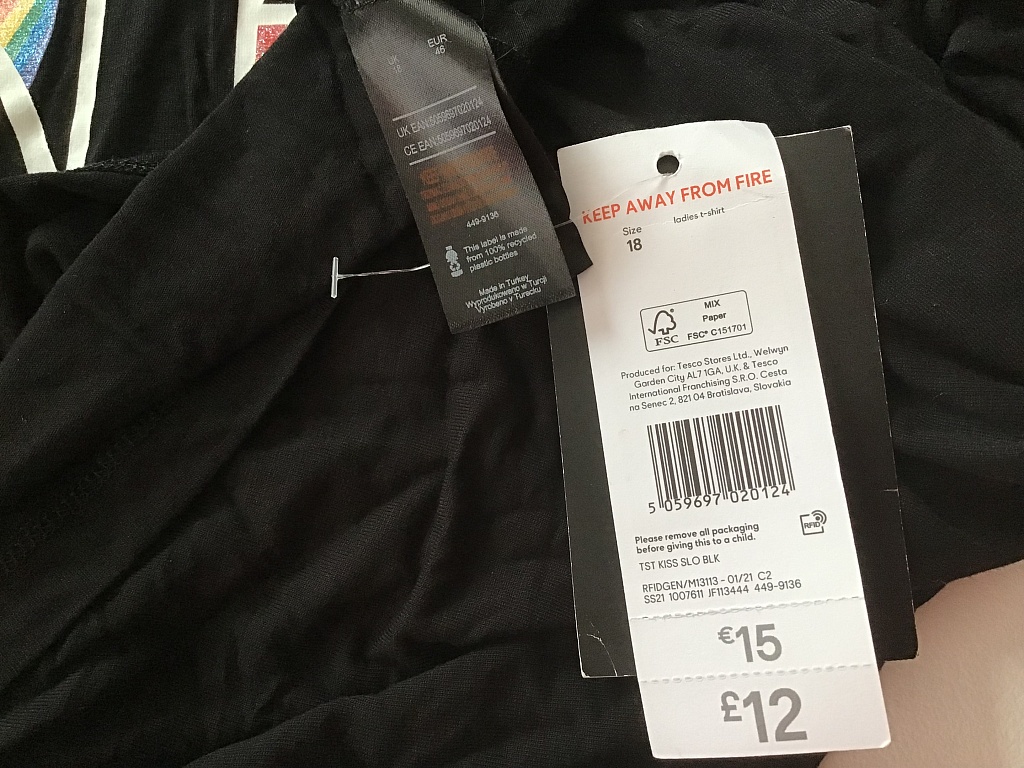 EUR
46
UK EAN:5059697020124
CE EAN:5059697020124
449-9136
This label is made
from 100% recycled
plastic bottles
Made in Turkey
Wyprodukowano w Turcji
Vyrobeno v Turecku
KEEP AWAY FROM FIRE
ladies t-shirt
Size
18
MIX
Paper
FSC
FSC® C151701
Produced for: Tesco Stores Ltd., Welwyn
Garden City AL7 1GA, U.K. & Tesco
International Franchising S.R.O. Cesta
na Senec 2, 821 04 Bratislava, Slovakia
5 059697 020124
Please remove all packaging
before giving this to a child.
RFID
TST KISS SLO BLK
RFIDGEN/M13113 - 01/21 C2
SS21 1007611 JF113444 449-9136
€15
£12